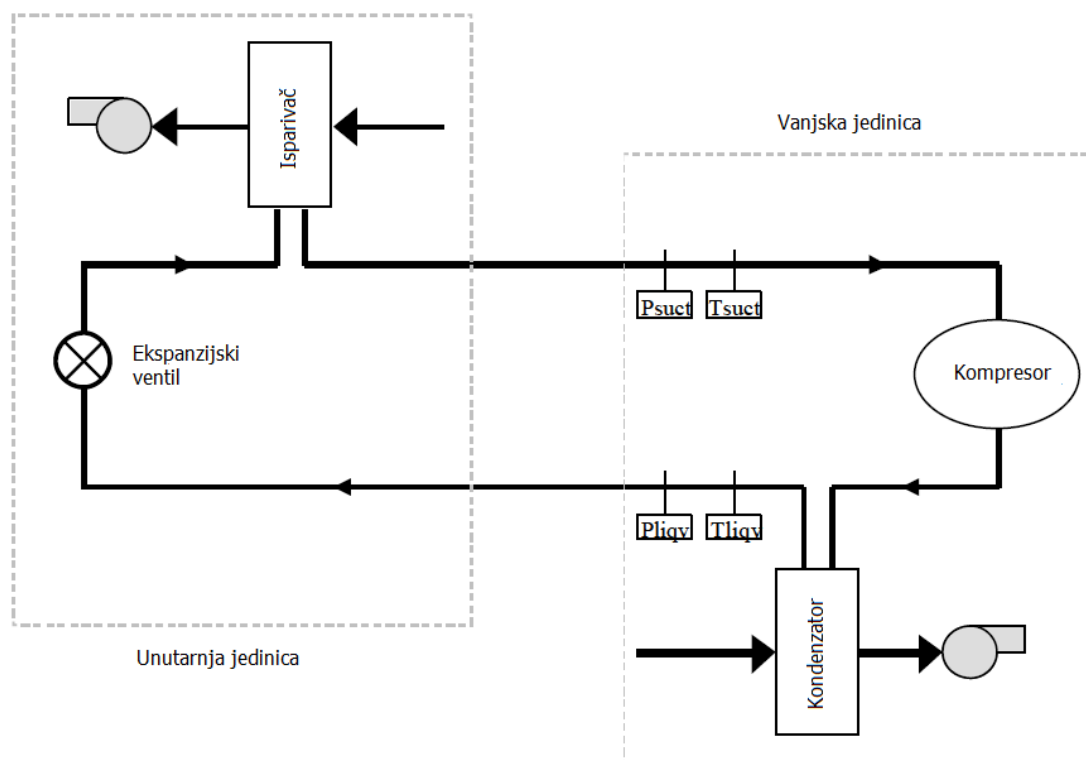 Isparivač
Vanjska jedinica
Psuct
Tsuct
Ekspanzijski
ventil
Kompresor
Pliqv
Tliqv
Kondenzator
Unutarnja jedinica